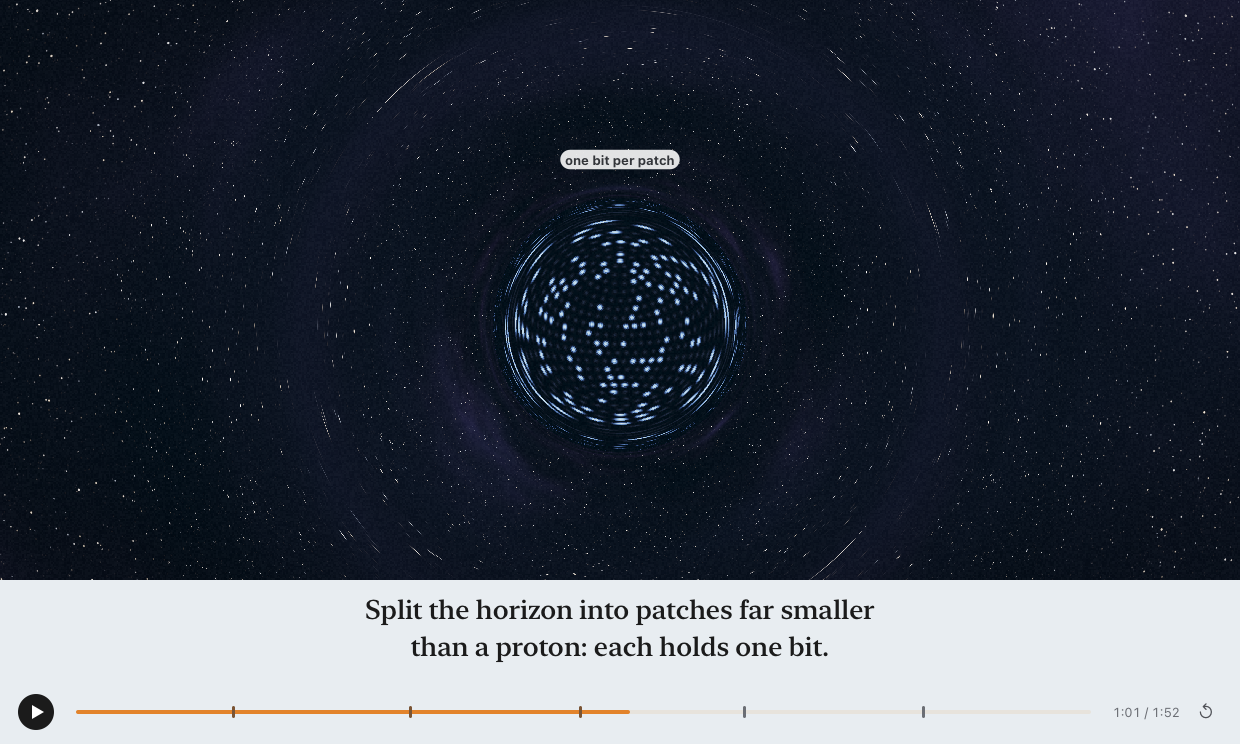 one bit per patch
Split the horizon into patches far smaller
than a proton: each holds one bit.
1:01 / 1:52